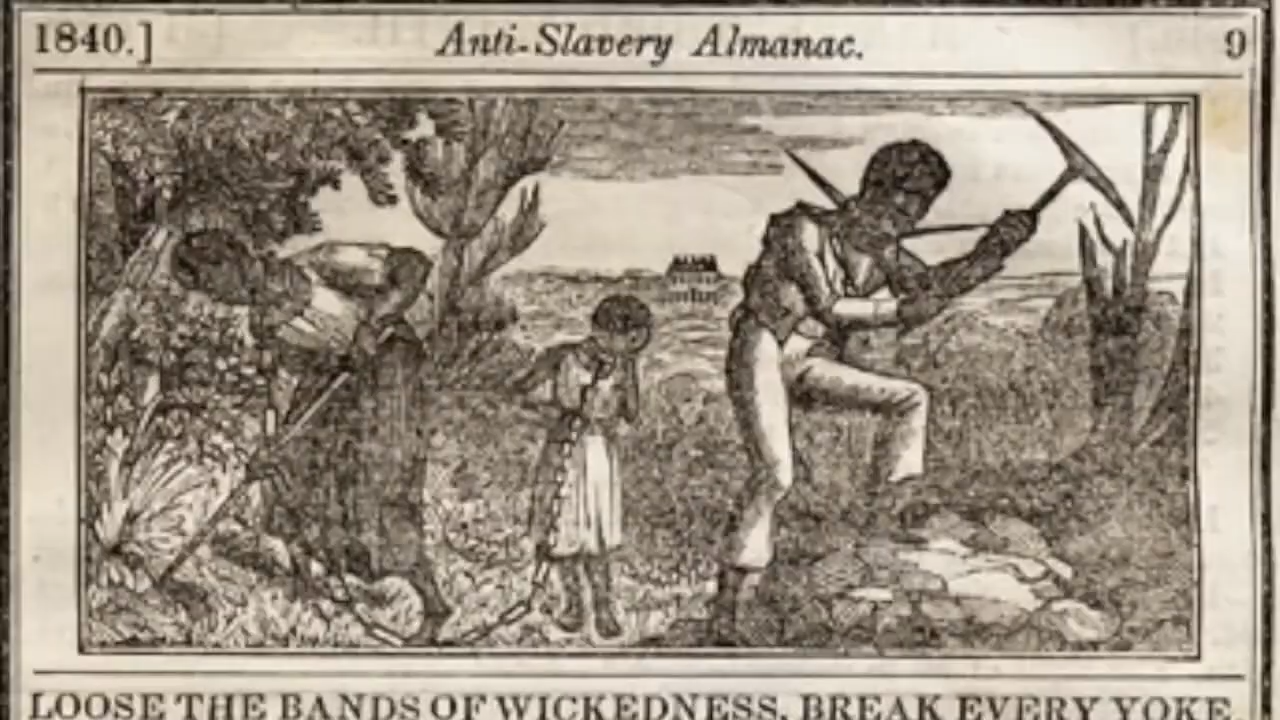 1840.] Anti-Slavery Almanac. 9
LOOSE THE BANDS OF WICKEDNESS, BREAK EVERY YOKE.